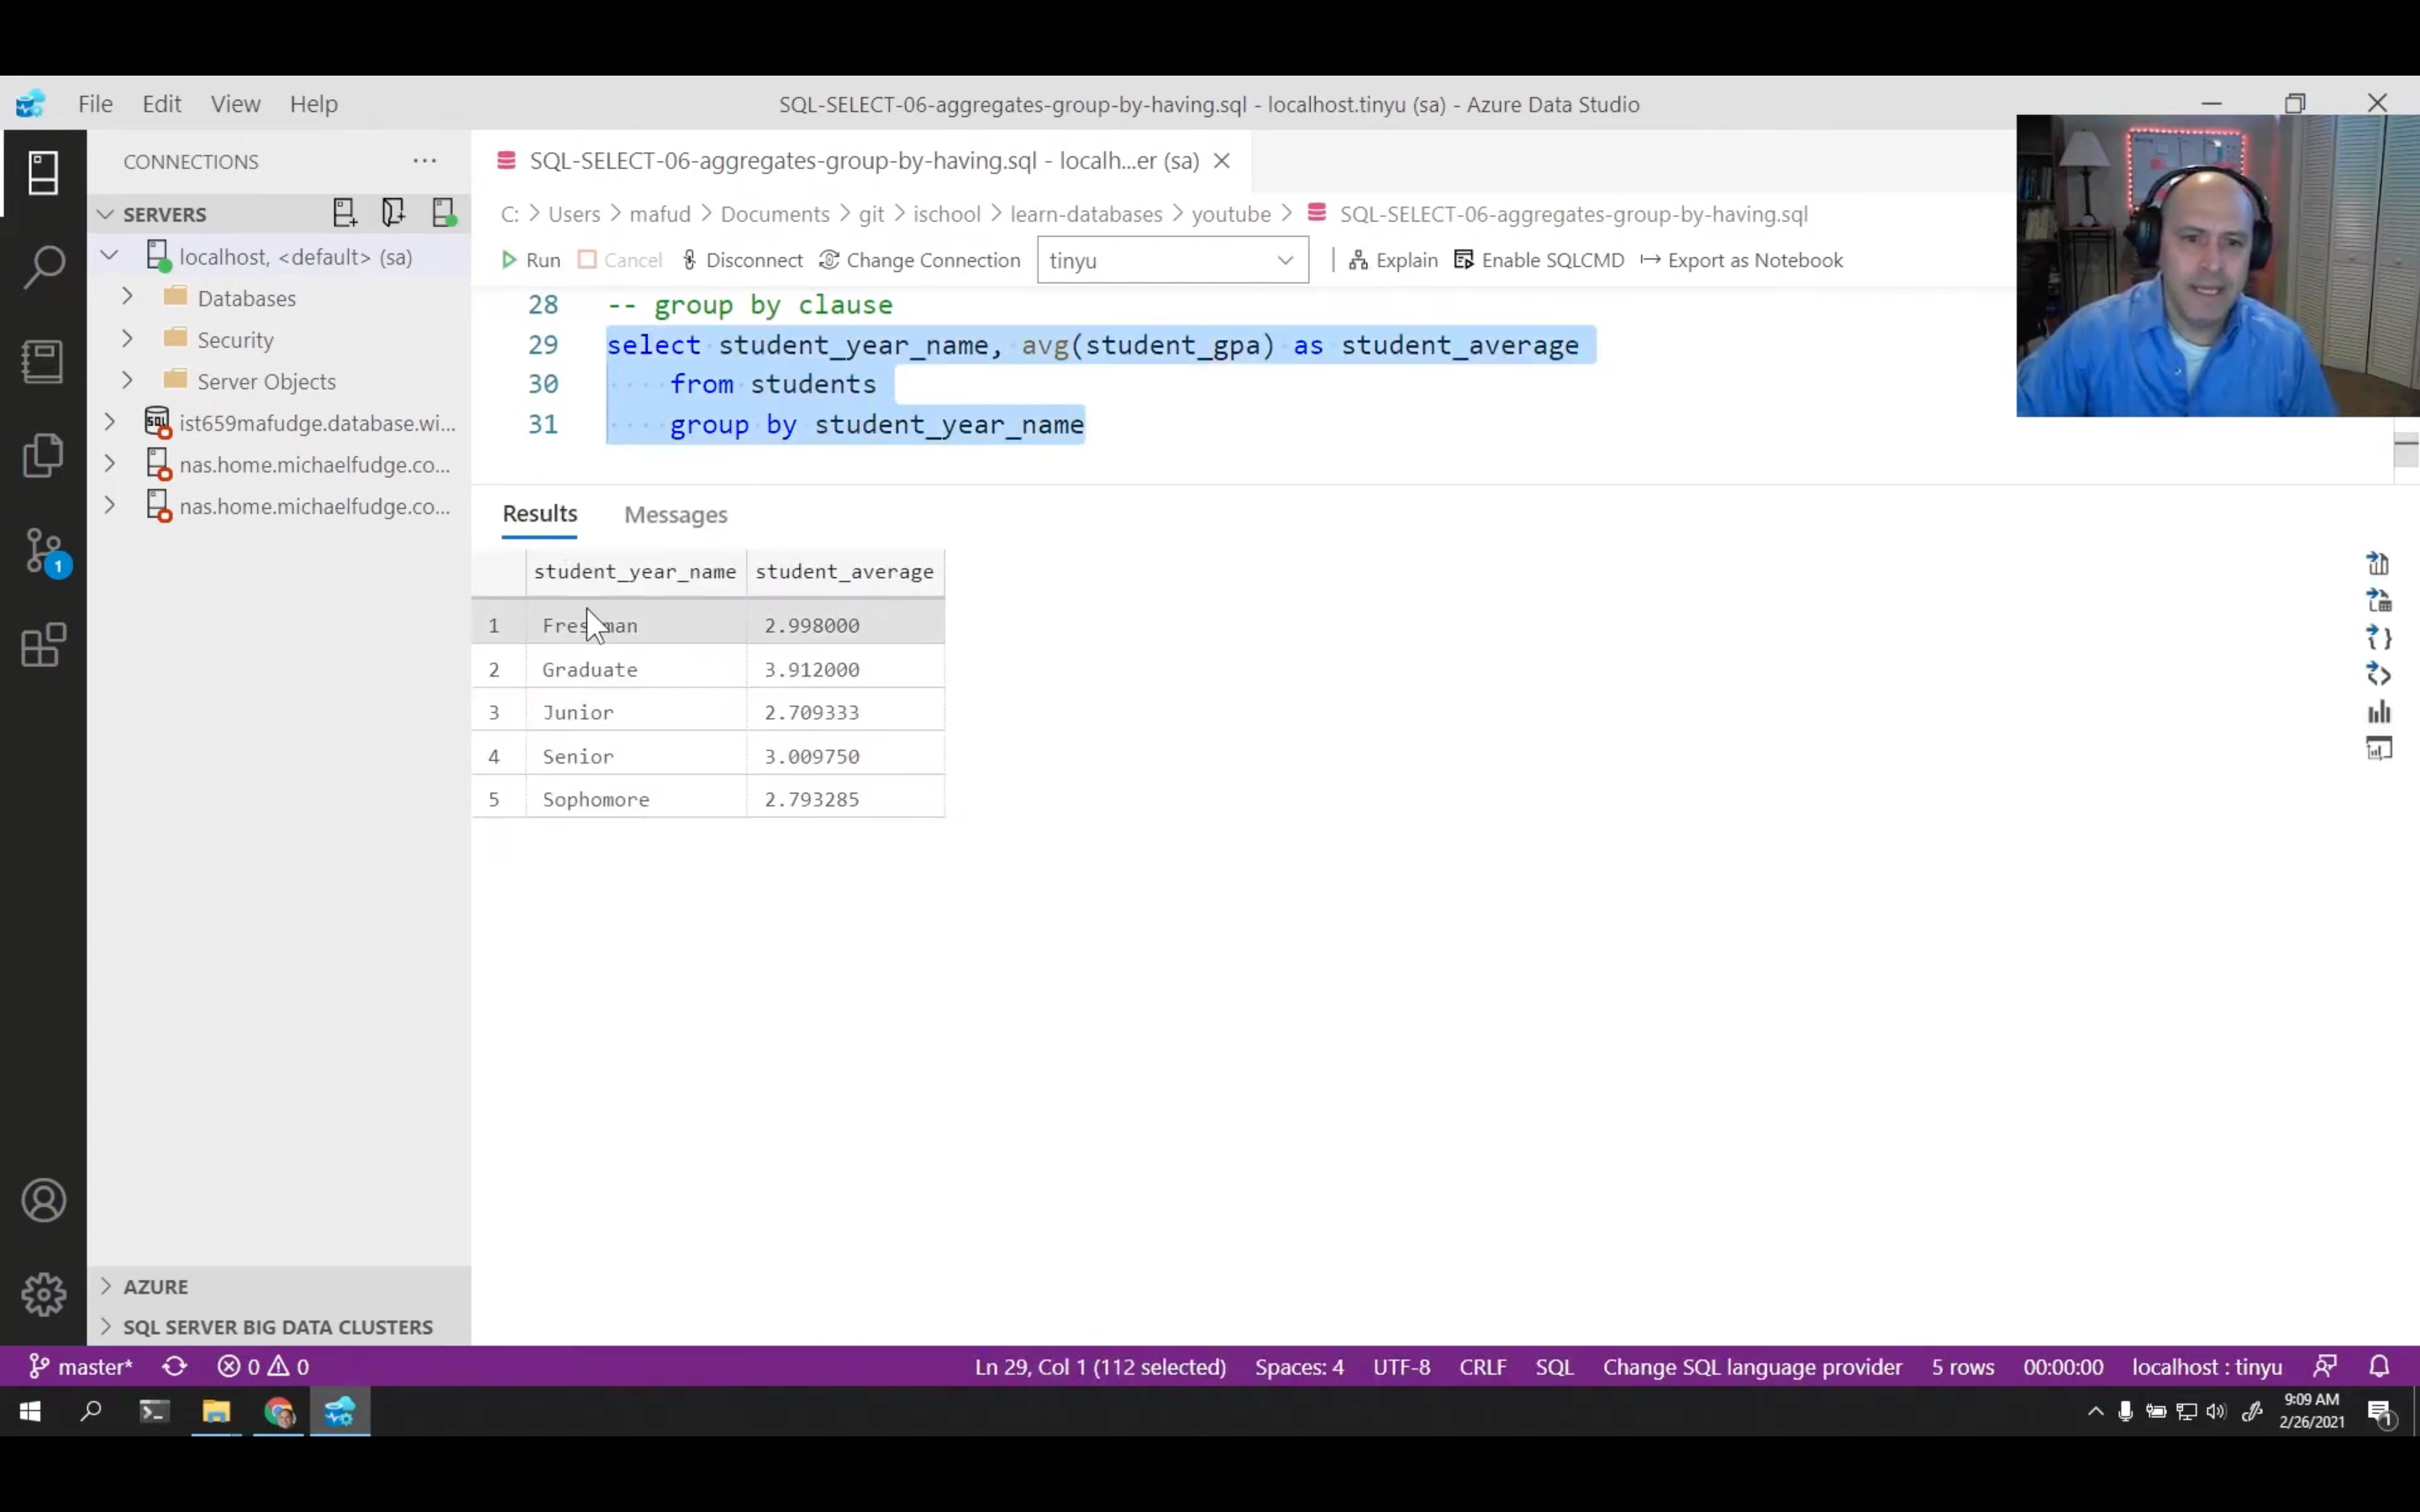 File Edit View Help
SQL-SELECT-06-aggregates-group-by-having.sql - localhost.tinyu (sa) - Azure Data Studio
CONNECTIONS ...
SERVERS
localhost, <default> (sa)
Databases
Security
Server Objects
ist659mafudge.database.wi...
nas.home.michaelfudge.co...
nas.home.michaelfudge.co...
AZURE
SQL SERVER BIG DATA CLUSTERS
1
SQL-SELECT-06-aggregates-group-by-having.sql - localh...er (sa)
C: > Users > mafud > Documents > git > ischool > learn-databases > youtube > SQL-SELECT-06-aggregates-group-by-having.sql
Run Cancel Disconnect Change Connection tinyu Explain Enable SQLCMD Export as Notebook
28 -- group by clause
29 select student_year_name, avg(student_gpa) as student_average
30 from students
31 group by student_year_name
Results Messages
student_year_name student_average
1 Freshman 2.998000
2 Graduate 3.912000
3 Junior 2.709333
4 Senior 3.009750
5 Sophomore 2.793285
master* 0 0 Ln 29, Col 1 (112 selected) Spaces: 4 UTF-8 CRLF SQL Change SQL language provider 5 rows 00:00:00 localhost : tinyu
9:09 AM
2/26/2021
1